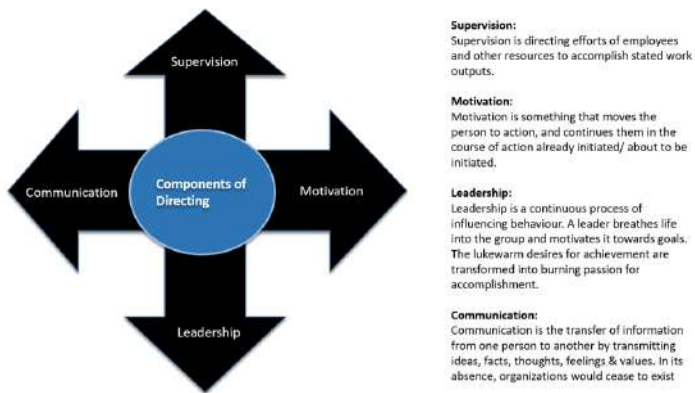 Supervision
Communication
Components of
Directing
Motivation
Leadership
Supervision:
Supervision is directing efforts of employees
and other resources to accomplish stated work
outputs.
Motivation:
Motivation is something that moves the
person to action, and continues them in the
course of action already initiated/ about to be
initiated.
Leadership:
Leadership is a continuous process of
influencing behaviour. A leader breathes life
into the group and motivates it towards goals.
The lukewarm desires for achievement are
transformed into burning passion for
accomplishment.
Communication:
Communication is the transfer of information
from one person to another by transmitting
ideas, facts, thoughts, feelings & values. In its
absence, organizations would cease to exist